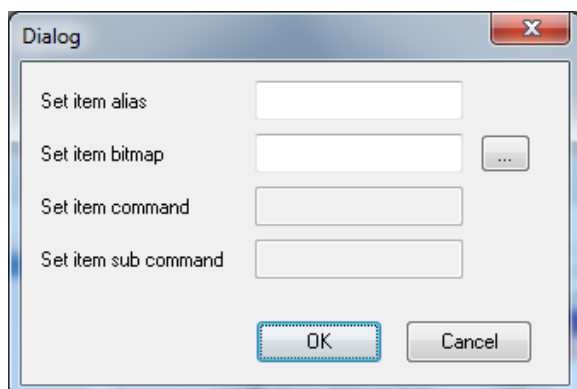 Dialog
Set item alias
Set item bitmap
...
Set item command
Set item sub command
OK
Cancel